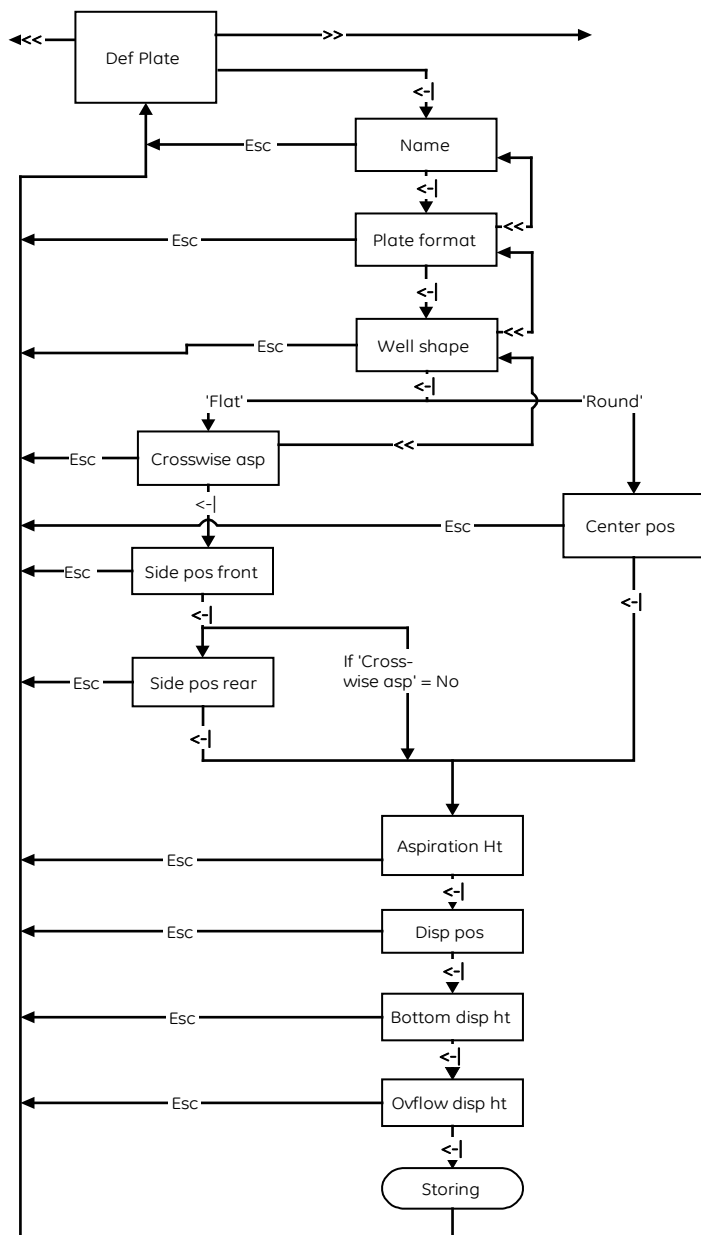 <<
>>
Def Plate
<-|
Esc
Name
<-|
Esc
Plate format
<<
<-|
Esc
Well shape
<<
<-|
'Flat'
'Round'
Esc
Crosswise asp
<<
<-|
Esc
Center pos
Esc
Side pos front
<-|
<-|
If 'Cross-
wise asp' = No
Esc
Side pos rear
<-|
Aspiration Ht
Esc
<-|
Esc
Disp pos
<-|
Esc
Bottom disp ht
<-|
Esc
Ovflow disp ht
<-|
Storing